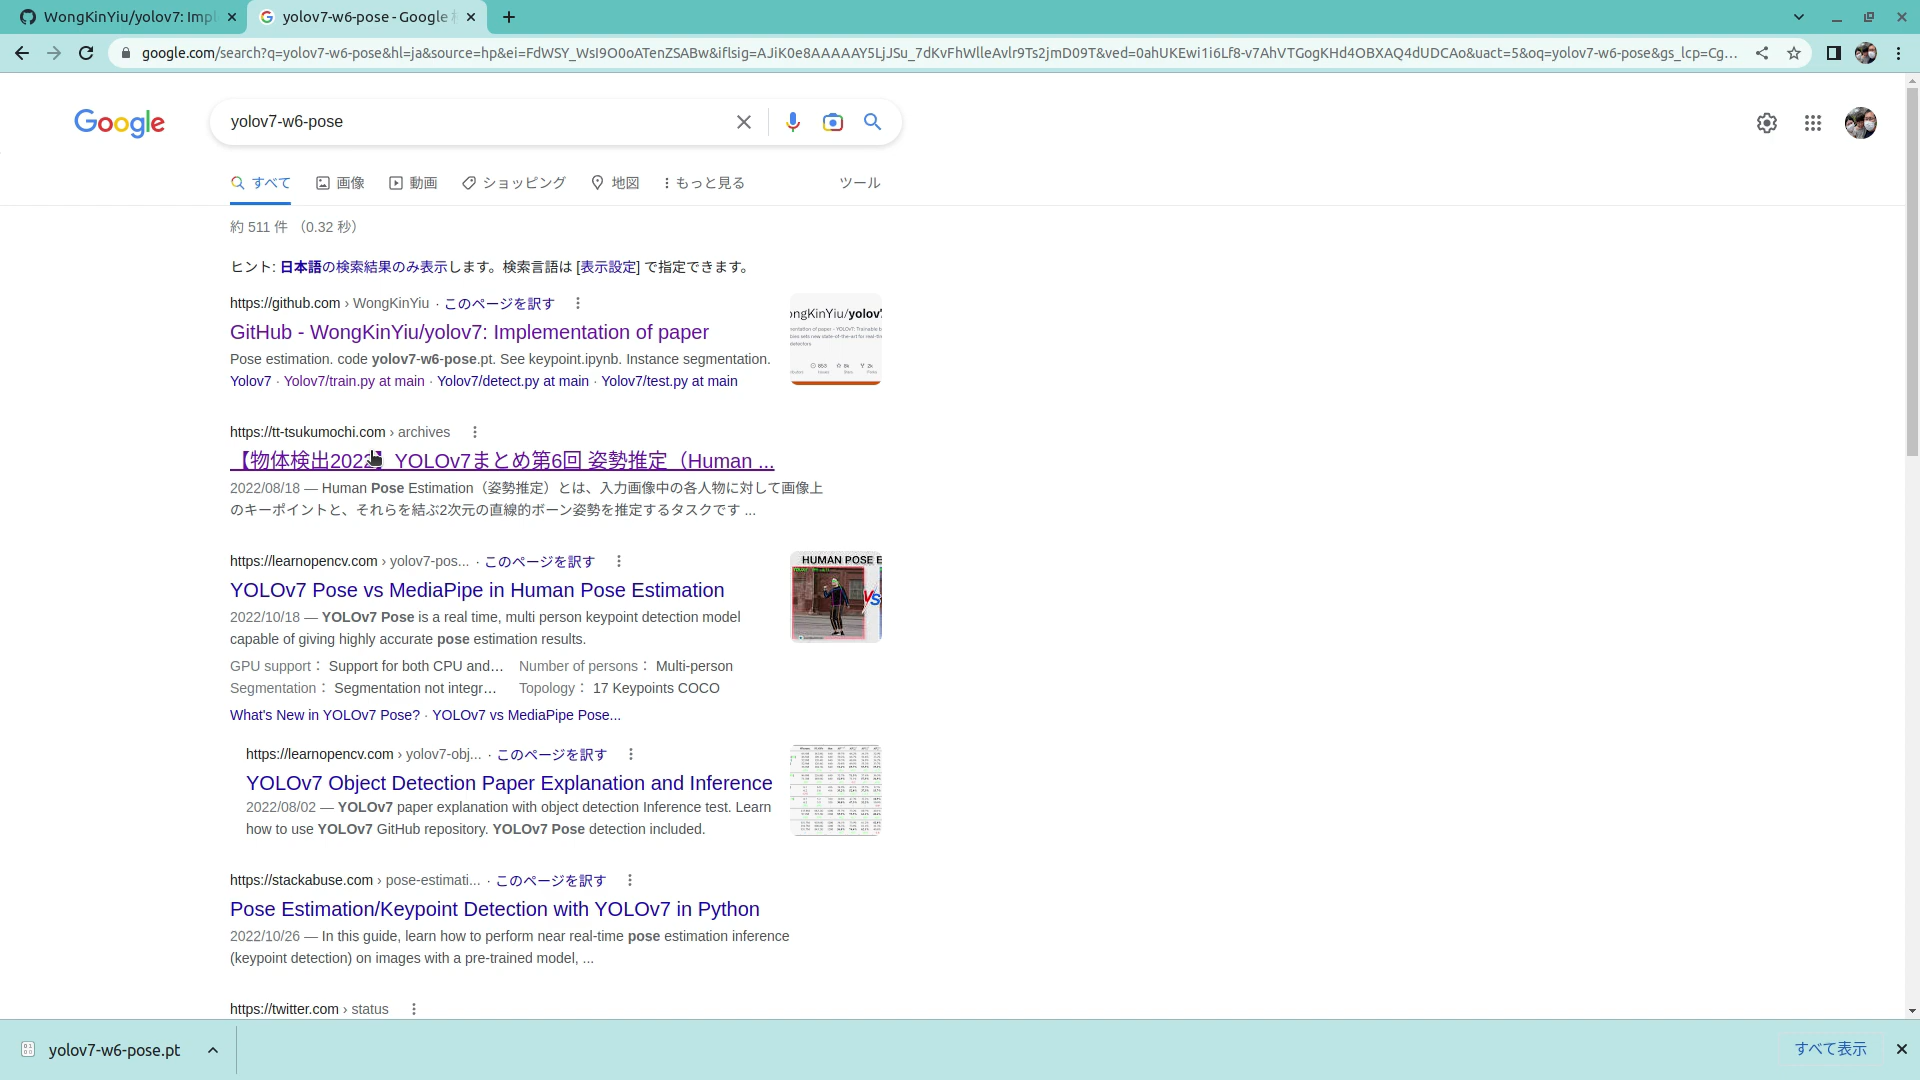 WongKinYiu/yolov7: Impl
yolov7-w6-pose - Google
google.com/search?q=yolov7-w6-pose&hl=ja&source=hp&ei=FdWSY_WsI9O0oATenZSABw&iflsig=AJiK0e8AAAAAY5LjJSu_7dKvFhWlleAvlr9Ts2jmD09T&ved=0ahUKEwi1i6Lf8-v7AhVTGogKHd4OBXAQ4dUDCAo&uact=5&oq=yolov7-w6-pose&gs_lcp=Cg...
Google
yolov7-w6-pose
すべて 画像 動画 ショッピング 地図 もっと見る ツール
約 511 件 （0.32 秒）
ヒント: 日本語の検索結果のみ表示します。検索言語は [表示設定] で指定できます。
https://github.com › WongKinYiu · このページを訳す
GitHub - WongKinYiu/yolov7: Implementation of paper
Pose estimation. code yolov7-w6-pose.pt. See keypoint.ipynb. Instance segmentation.
Yolov7 · Yolov7/train.py at main · Yolov7/detect.py at main · Yolov7/test.py at main
ongKinYiu/yolov7
https://tt-tsukumochi.com › archives
【物体検出2022】 YOLOv7まとめ第6回 姿勢推定（Human ...
2022/08/18 — Human Pose Estimation（姿勢推定）とは、入力画像中の各人物に対して画像上
のキーポイントと、それらを結ぶ2次元の直線的ボーン姿勢を推定するタスクです ...
https://learnopencv.com › yolov7-pos... · このページを訳す
YOLOv7 Pose vs MediaPipe in Human Pose Estimation
2022/10/18 — YOLOv7 Pose is a real time, multi person keypoint detection model
capable of giving highly accurate pose estimation results.
GPU support： Support for both CPU and… Number of persons： Multi-person
Segmentation： Segmentation not integr… Topology： 17 Keypoints COCO
What's New in YOLOv7 Pose? · YOLOv7 vs MediaPipe Pose...
HUMAN POSE E
VS
https://learnopencv.com › yolov7-obj... · このページを訳す
YOLOv7 Object Detection Paper Explanation and Inference
2022/08/02 — YOLOv7 paper explanation with object detection Inference test. Learn
how to use YOLOv7 GitHub repository. YOLOv7 Pose detection included.
https://stackabuse.com › pose-estimati... · このページを訳す
Pose Estimation/Keypoint Detection with YOLOv7 in Python
2022/10/26 — In this guide, learn how to perform near real-time pose estimation inference
(keypoint detection) on images with a pre-trained model, ...
https://twitter.com › status
yolov7-w6-pose.pt
すべて表示